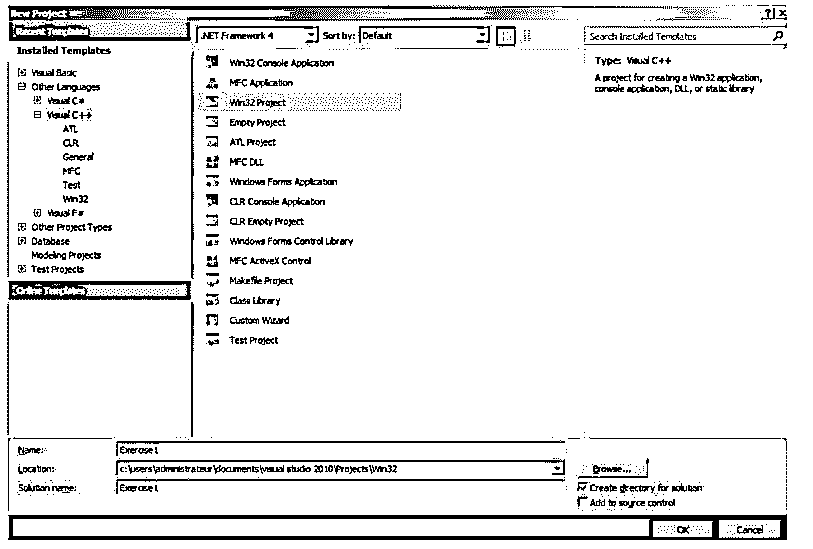 New Project
Recent Templates
.NET Framework 4
Sort by: Default
Search Installed Templates
Installed Templates
Visual Basic
Other Languages
Visual C#
Visual C++
ATL
CLR
General
MFC
Test
Win32
Visual F#
Other Project Types
Database
Modeling Projects
Test Projects
Online Templates
Win32 Console Application
MFC Application
Win32 Project
Empty Project
ATL Project
MFC DLL
Windows Forms Application
CLR Console Application
CLR Empty Project
Windows Forms Control Library
MFC ActiveX Control
Makefile Project
Class Library
Custom Wizard
Test Project
Type: Visual C++
A project for creating a Win32 application,
console application, DLL, or static library
Name: Exercise1
Location: c:\users\administrateur\documents\visual studio 2010\Projects\Win32
Browse...
Solution name: Exercise1
Create directory for solution
Add to source control
OK Cancel